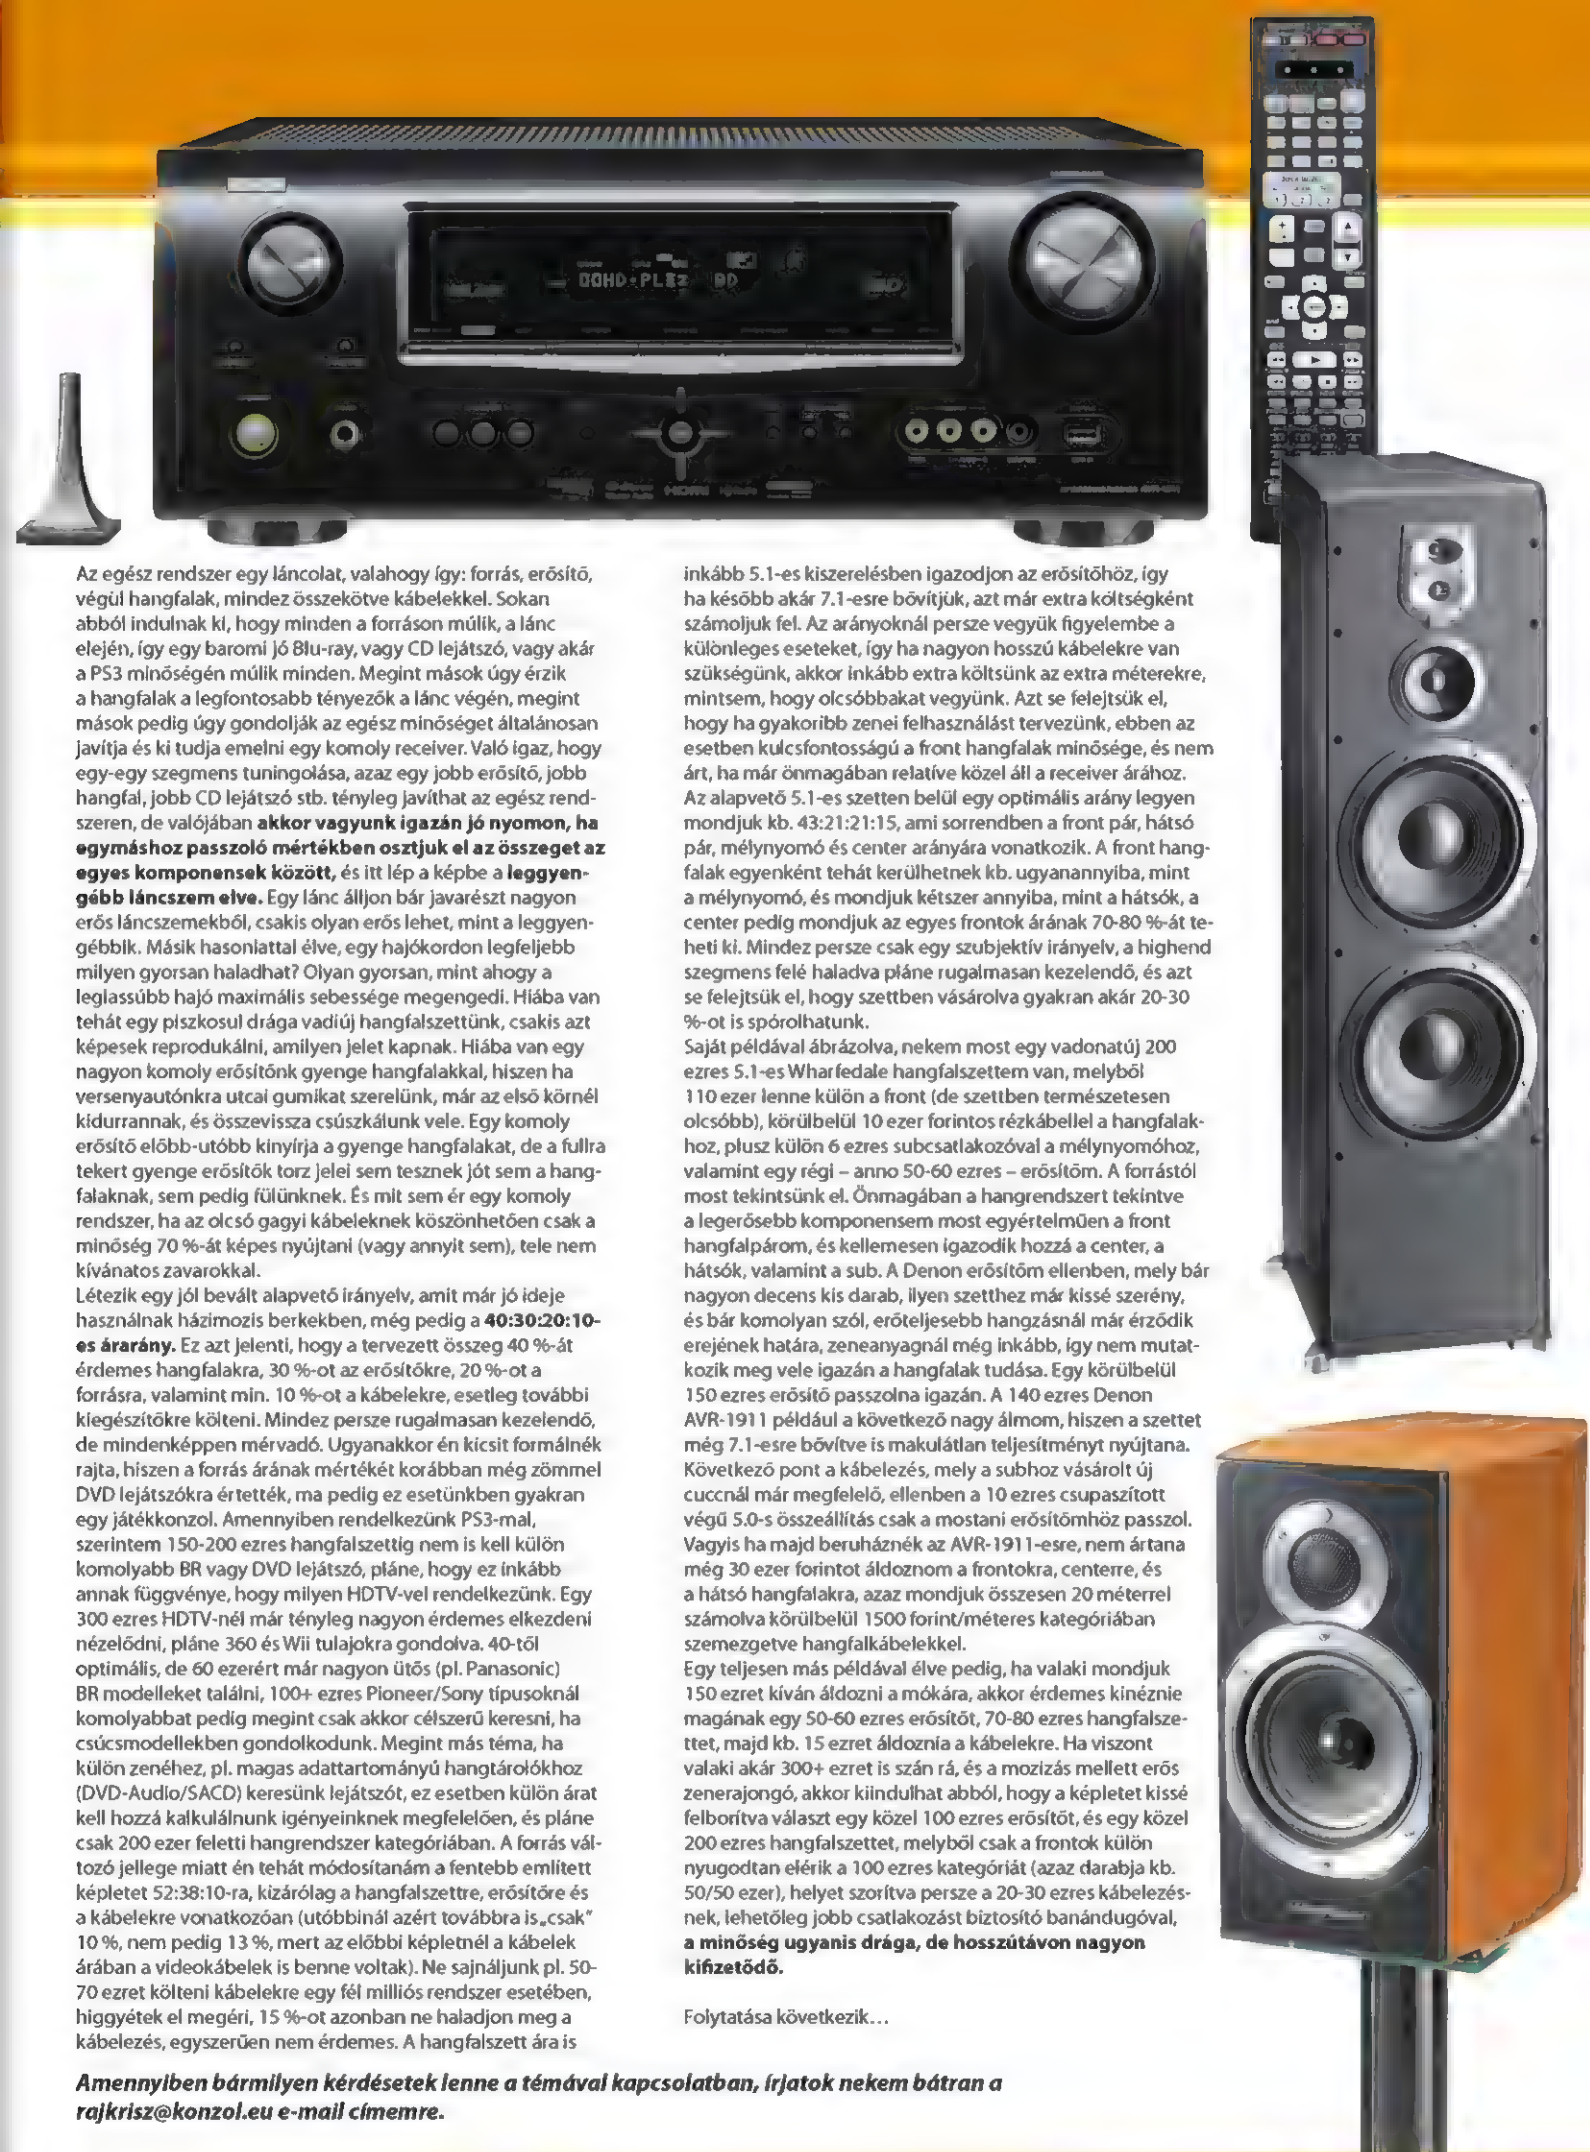 OOHD+PL2z BD
Az egész rendszer egy láncolat, valahogy így: forrás, erősítő,
végül hangfalak, mindez összekötve kábelekkel. Sokan
abból indulnak ki, hogy minden a forráson múlik, a lánc
elején, így egy baromi jó Blu-ray, vagy CD lejátszó, vagy akár
a PS3 minőségén múlik minden. Megint mások úgy érzik
a hangfalak a legfontosabb tényezők a lánc végén, megint
mások pedig úgy gondolják az egész minőséget általánosan
javítja és ki tudja emelni egy komoly receiver. Való igaz, hogy
egy-egy szegmens tuningolása, azaz egy jobb erősítő, jobb
hangfal, jobb CD lejátszó stb. tényleg javíthat az egész rend-
szeren, de valójában akkor vagyunk igazán jó nyomon, ha
egymáshoz passzoló mértékben osztjuk el az összeget az
egyes komponensek között, és itt lép a képbe a leggyen-
gébb láncszem elve. Egy lánc álljon bár javarészt nagyon
erős láncszemekből, csakis olyan erős lehet, mint a leggyen-
gébbik. Másik hasonlattal élve, egy hajókordon legfeljebb
milyen gyorsan haladhat? Olyan gyorsan, mint ahogy a
leglassúbb hajó maximális sebessége megengedi. Hiába van
tehát egy piszkosul drága vadiúj hangfalszettünk, csakis azt
képesek reprodukálni, amilyen jelet kapnak. Hiába van egy
nagyon komoly erősítőnk gyenge hangfalakkal, hiszen ha
versenyautónkra utcai gumikat szerelünk, már az első körnél
kidurrannak, és összevissza csúszkálunk vele. Egy komoly
erősítő előbb-utóbb kinyírja a gyenge hangfalakat, de a fullra
tekert gyenge erősítők torz jelei sem tesznek jót sem a hang-
falaknak, sem pedig fülünknek. És mit sem ér egy komoly
rendszer, ha az olcsó gagyi kábeleknek köszönhetően csak a
minőség 70 %-át képes nyújtani (vagy annyit sem), tele nem
kívánatos zavarokkal.
Létezik egy jól bevált alapvető irányelv, amit már jó ideje
használnak házimozis berkekben, még pedig a 40:30:20:10-
es árarány. Ez azt jelenti, hogy a tervezett összeg 40 %-át
érdemes hangfalakra, 30 %-ot az erősítőkre, 20 %-ot a
forrásra, valamint min. 10 %-ot a kábelekre, esetleg további
kiegészítőkre költeni. Mindez persze rugalmasan kezelendő,
de mindenképpen mérvadó. Ugyanakkor én kicsit formálnék
rajta, hiszen a forrás árának mértékét korábban még zömmel
DVD lejátszókra értették, ma pedig ez esetünkben gyakran
egy játékkonzol. Amennyiben rendelkezünk PS3-mal,
szerintem 150-200 ezres hangfalszettig nem is kell külön
komolyabb BR vagy DVD lejátszó, pláne, hogy ez inkább
annak függvénye, hogy milyen HDTV-vel rendelkezünk. Egy
300 ezres HDTV-nél már tényleg nagyon érdemes elkezdeni
nézelődni, pláne 360 és Wii tulajokra gondolva. 40-től
optimális, de 60 ezerért már nagyon ütős (pl. Panasonic)
BR modelleket találni, 100+ ezres Pioneer/Sony típusoknál
komolyabbat pedig megint csak akkor célszerű keresni, ha
csúcsmodellekben gondolkodunk. Megint más téma, ha
külön zenéhez, pl. magas adattartományú hangtárolókhoz
(DVD-Audio/SACD) keresünk lejátszót, ez esetben külön árat
kell hozzá kalkulálnunk igényeinknek megfelelően, és pláne
csak 200 ezer feletti hangrendszer kategóriában. A forrás vál-
tozó jellege miatt én tehát módosítanám a fentebb említett
képletet 52:38:10-ra, kizárólag a hangfalszettre, erősítőre és
a kábelekre vonatkozóan (utóbbinál azért továbbra is „csak"
10 %, nem pedig 13 %, mert az előbbi képletnél a kábelek
árában a videokábelek is benne voltak). Ne sajnáljunk pl. 50-
70 ezret költeni kábelekre egy fél milliós rendszer esetében,
higgyétek el megéri, 15 %-ot azonban ne haladjon meg a
kábelezés, egyszerűen nem érdemes. A hangfalszett ára is
inkább 5.1-es kiszerelésben igazodjon az erősítőhöz, így
ha később akár 7.1-esre bővítjük, azt már extra költségként
számoljuk fel. Az arányoknál persze vegyük figyelembe a
különleges eseteket, így ha nagyon hosszú kábelekre van
szükségünk, akkor inkább extra költsünk az extra méterekre,
mintsem, hogy olcsóbbakat vegyünk. Azt se felejtsük el,
hogy ha gyakoribb zenei felhasználást tervezünk, ebben az
esetben kulcsfontosságú a front hangfalak minősége, és nem
árt, ha már önmagában relatíve közel áll a receiver árához.
Az alapvető 5.1-es szetten belül egy optimális arány legyen
mondjuk kb. 43:21:21:15, ami sorrendben a front pár, hátsó
pár, mélynyomó és center arányára vonatkozik. A front hang-
falak egyenként tehát kerülhetnek kb. ugyanannyiba, mint
a mélynyomó, és mondjuk kétszer annyiba, mint a hátsók, a
center pedig mondjuk az egyes frontok árának 70-80 %-át te-
heti ki. Mindez persze csak egy szubjektív irányelv, a highend
szegmens felé haladva pláne rugalmasan kezelendő, és azt
se felejtsük el, hogy szettben vásárolva gyakran akár 20-30
%-ot is spórolhatunk.
Saját példával ábrázolva, nekem most egy vadonatúj 200
ezres 5.1-es Wharfedale hangfalszettem van, melyből
110 ezer lenne külön a front (de szettben természetesen
olcsóbb), körülbelül 10 ezer forintos rézkábellel a hangfalak-
hoz, plusz külön 6 ezres subcsatlakozóval a mélynyomóhoz,
valamint egy régi – anno 50-60 ezres – erősítőm. A forrástól
most tekintsünk el. Önmagában a hangrendszert tekintve
a legerősebb komponensem most egyértelműen a front
hangfalpárom, és kellemesen igazodik hozzá a center, a
hátsók, valamint a sub. A Denon erősítőm ellenben, mely bár
nagyon decens kis darab, ilyen szetthez már kissé szerény,
és bár komolyan szól, erőteljesebb hangzásnál már érződik
erejének határa, zeneanyagnál még inkább, így nem mutat-
kozik meg vele igazán a hangfalak tudása. Egy körülbelül
150 ezres erősítő passzolna igazán. A 140 ezres Denon
AVR-1911 például a következő nagy álmom, hiszen a szettet
még 7.1-esre bővítve is makulátlan teljesítményt nyújtana.
Következő pont a kábelezés, mely a subhoz vásárolt új
cuccnál már megfelelő, ellenben a 10 ezres csupaszított
végű 5.0-s összeállítás csak a mostani erősítőmhöz passzol.
Vagyis ha majd beruháznék az AVR-1911-esre, nem ártana
még 30 ezer forintot áldoznom a frontokra, centerre, és
a hátsó hangfalakra, azaz mondjuk összesen 20 méterrel
számolva körülbelül 1500 forint/méteres kategóriában
szemezgetve hangfalkábelekkel.
Egy teljesen más példával élve pedig, ha valaki mondjuk
150 ezret kíván áldozni a mókára, akkor érdemes kinéznie
magának egy 50-60 ezres erősítőt, 70-80 ezres hangfalsze-
ttet, majd kb. 15 ezret áldoznia a kábelekre. Ha viszont
valaki akár 300+ ezret is szán rá, és a mozizás mellett erős
zenerajongó, akkor kiindulhat abból, hogy a képletet kissé
felborítva választ egy közel 100 ezres erősítőt, és egy közel
200 ezres hangfalszettet, melyből csak a frontok külön
nyugodtan elérik a 100 ezres kategóriát (azaz darabja kb.
50/50 ezer), helyet szorítva persze a 20-30 ezres kábelezés-
nek, lehetőleg jobb csatlakozást biztosító banándugóval,
a minőség ugyanis drága, de hosszútávon nagyon
kifizetődő.
Folytatása következik...
Amennyiben bármilyen kérdésetek lenne a témával kapcsolatban, írjatok nekem bátran a
rajkrisz@konzol.eu e-mail címemre.